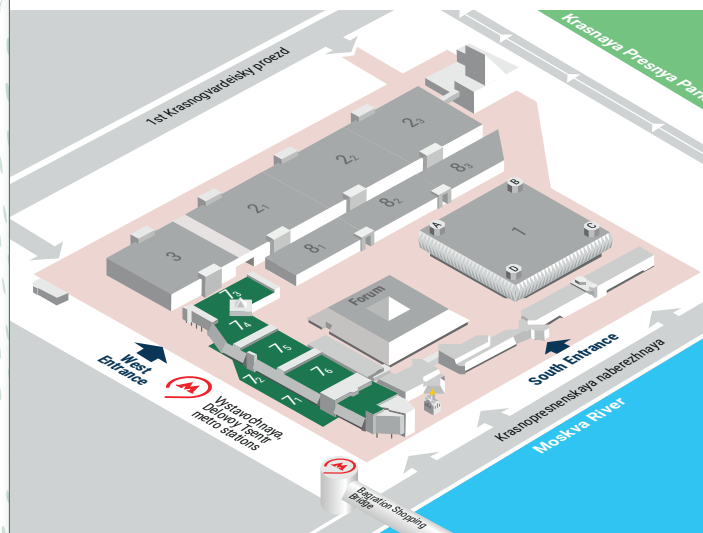 Krasnaya Presnya Park
1st Krasnogvardeisky proezd
2₃
2₂
2₁
3
8₃
8₂
8₁
B
A
1
C
D
Forum
7₃
7₄
7₅
7₆
7₂
7₁
West
Entrance
Vystavochnaya,
Delovoy Tsentr
metro stations
South Entrance
Krasnopresnenskaya naberezhnaya
Moskva River
Bagration Shopping
Bridge